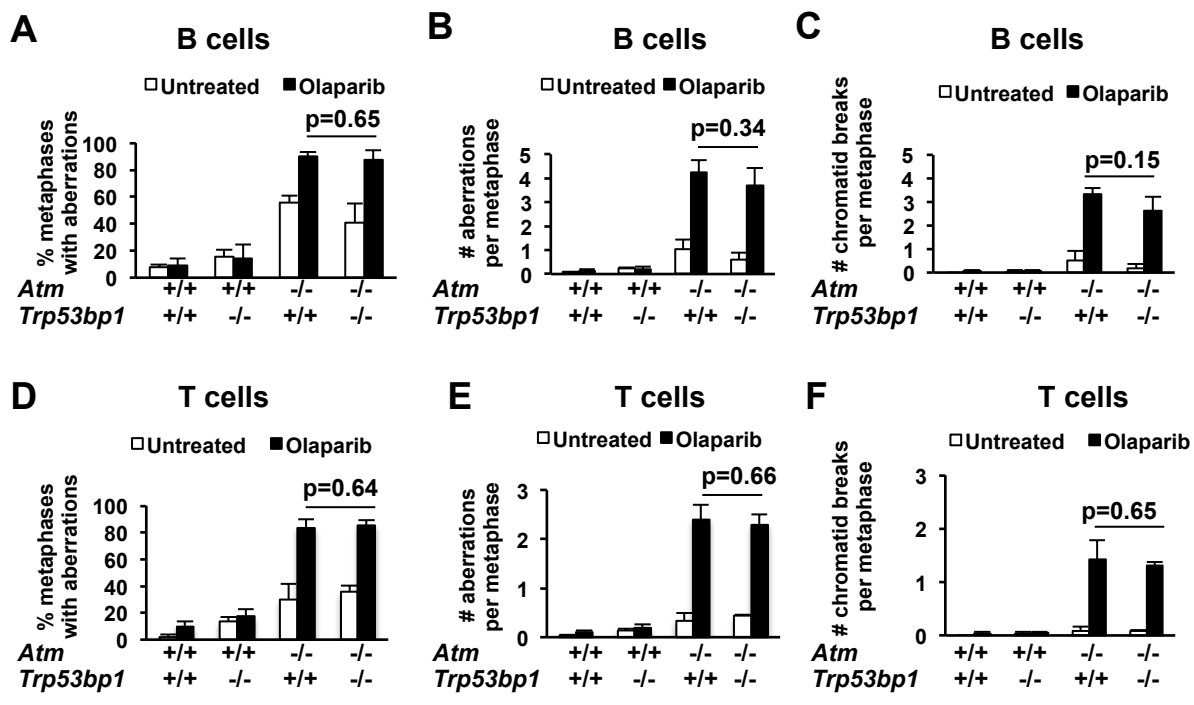 A
B cells
Untreated Olaparib
p=0.65
% metaphases
with aberrations
100
80
60
40
20
0
Atm +/+ +/+ -/- -/-
Trp53bp1 +/+ -/- +/+ -/-
B
B cells
Untreated Olaparib
p=0.34
# aberrations
per metaphase
5
4
3
2
1
0
+/+ +/+ -/- -/-
Atm
Trp53bp1 +/+ -/- +/+ -/-
C
B cells
Untreated Olaparib
p=0.15
# chromatid breaks
per metaphase
5
4
3
2
1
0
Atm +/+ +/+ -/- -/-
Trp53bp1 +/+ -/- +/+ -/-
D
T cells
Untreated Olaparib
p=0.64
% metaphases
with aberrations
100
80
60
40
20
0
Atm +/+ +/+ -/- -/-
Trp53bp1 +/+ -/- +/+ -/-
E
T cells
Untreated Olaparib
p=0.66
# aberrations
per metaphase
3
2
1
0
Atm +/+ +/+ -/- -/-
Trp53bp1 +/+ -/- +/+ -/-
F
T cells
Untreated Olaparib
p=0.65
# chromatid breaks
per metaphase
3
2
1
0
Atm +/+ +/+ -/- -/-
Trp53bp1 +/+ -/- +/+ -/-